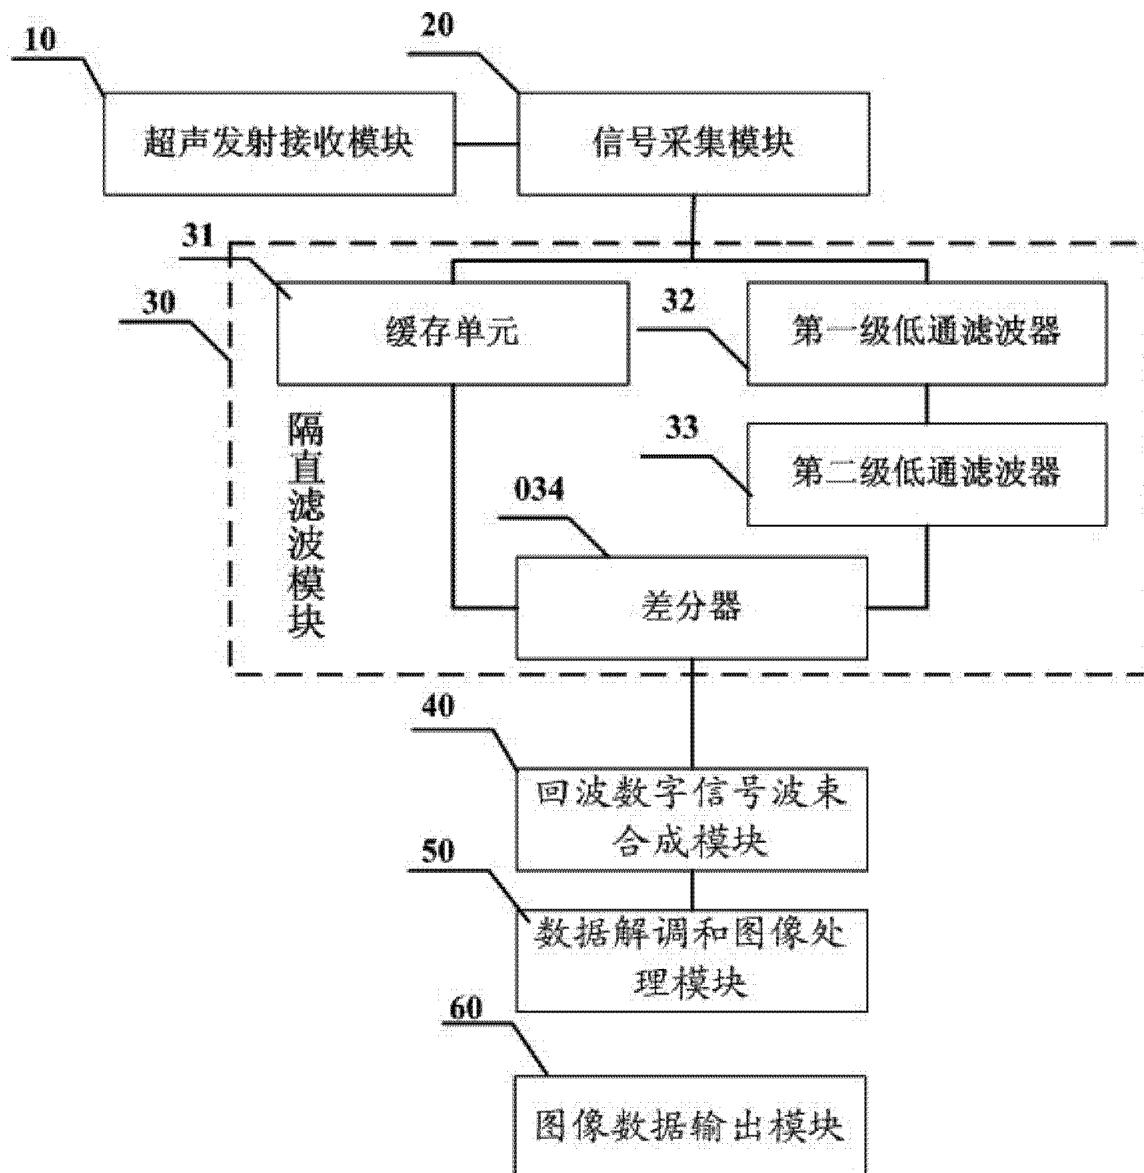 10
20
超声发射接收模块
信号采集模块
31
30
32
缓存单元
第一级低通滤波器
隔直滤波模块
33
第二级低通滤波器
034
差分器
40
回波数字信号波束
合成模块
50
数据解调和图像处
理模块
60
图像数据输出模块